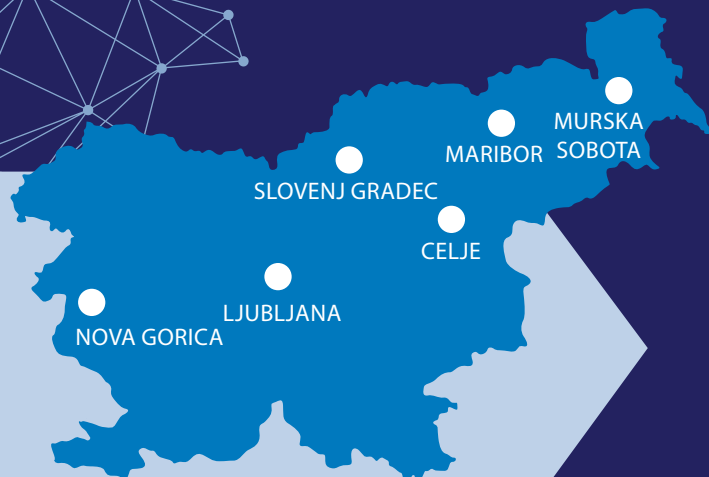 MURSKA
SOBOTA
MARIBOR
SLOVENJ GRADEC
CELJE
LJUBLJANA
NOVA GORICA